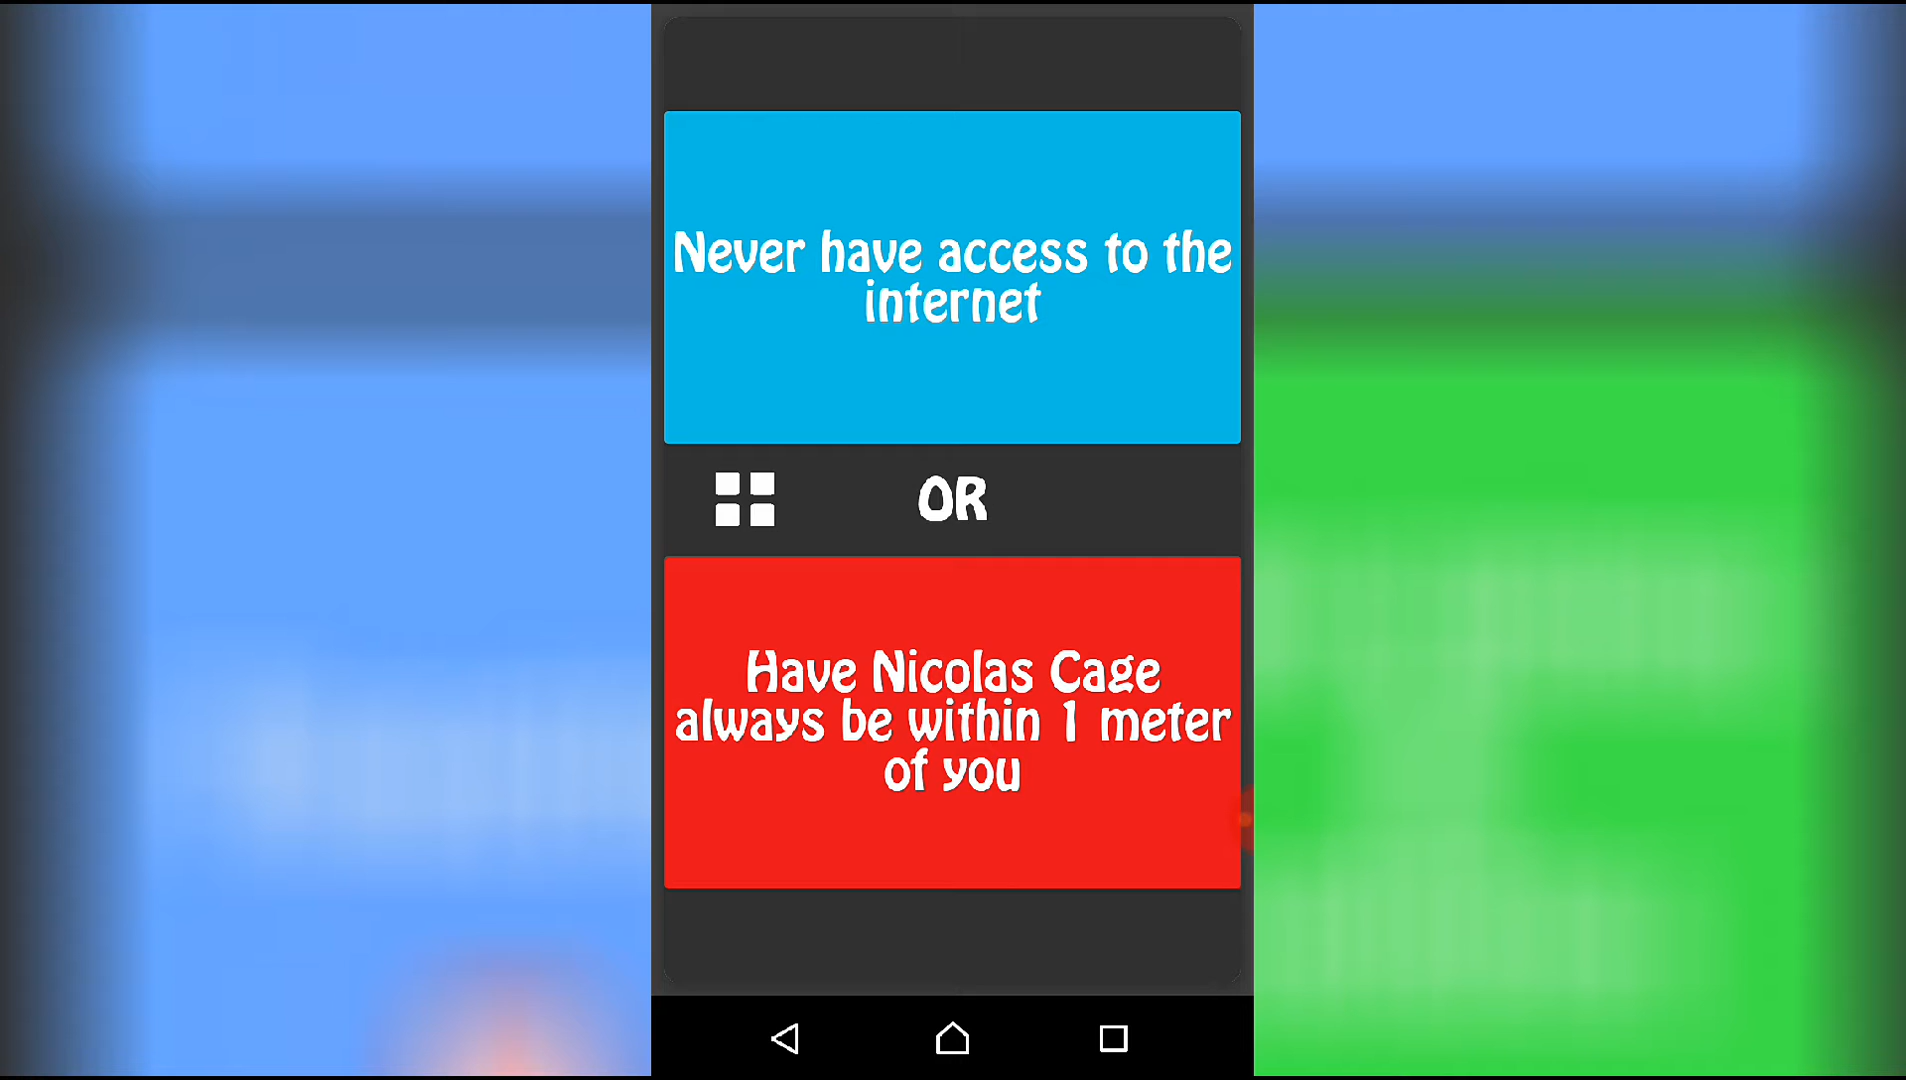 Never have access to the
internet
OR
Have Nicolas Cage
always be within 1 meter
of you